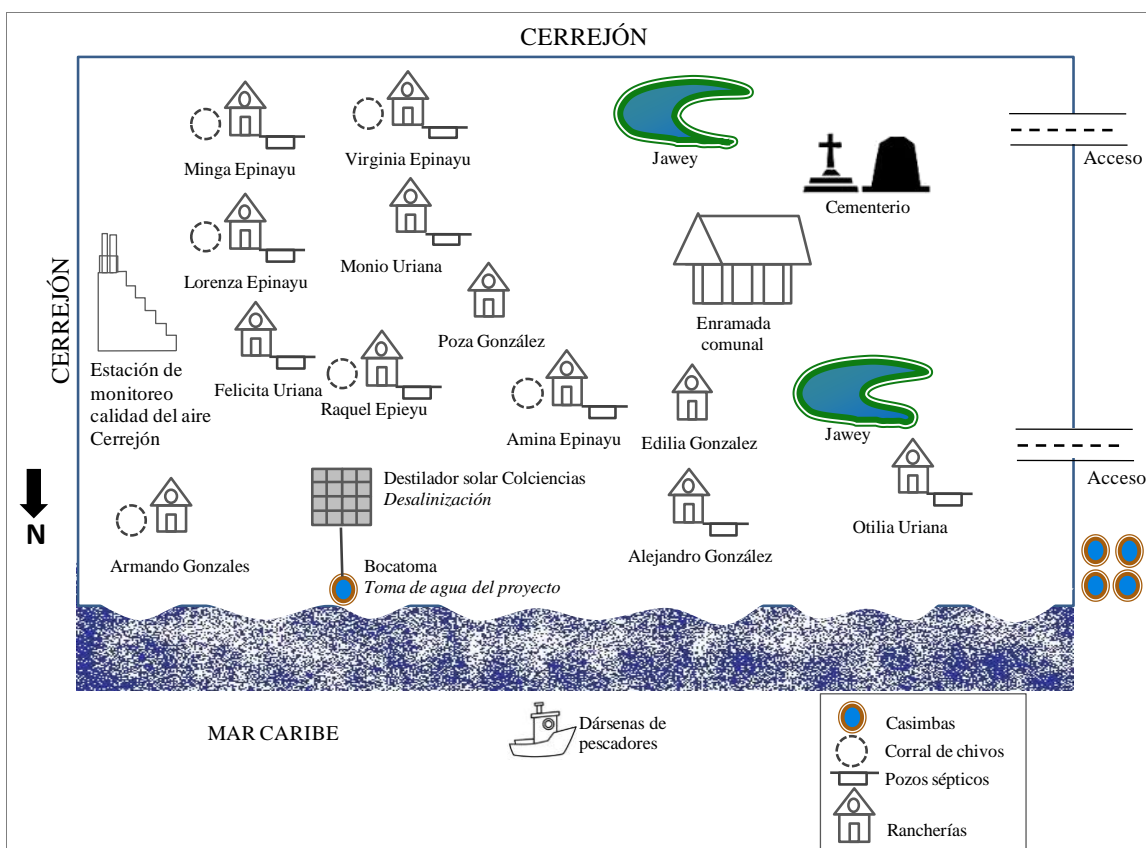 CERREJÓN
Jawey
Acceso
Minga Epinayu
Virginia Epinayu
Cementerio
CERREJÓN
Lorenza Epinayu
Monio Uriana
Enramada
comunal
Poza González
Estación de
monitoreo
calidad del aire
Cerrejón
Felicita Uriana
Raquel Epieyu
Amina Epinayu
Edilia Gonzalez
Jawey
Acceso
N
Destilador solar Colciencias
Desalinización
Otilia Uriana
Alejandro González
Armando Gonzales
Bocatoma
Toma de agua del proyecto
MAR CARIBE
Dársenas de
pescadores
Casimbas
Corral de chivos
Pozos sépticos
Rancherías